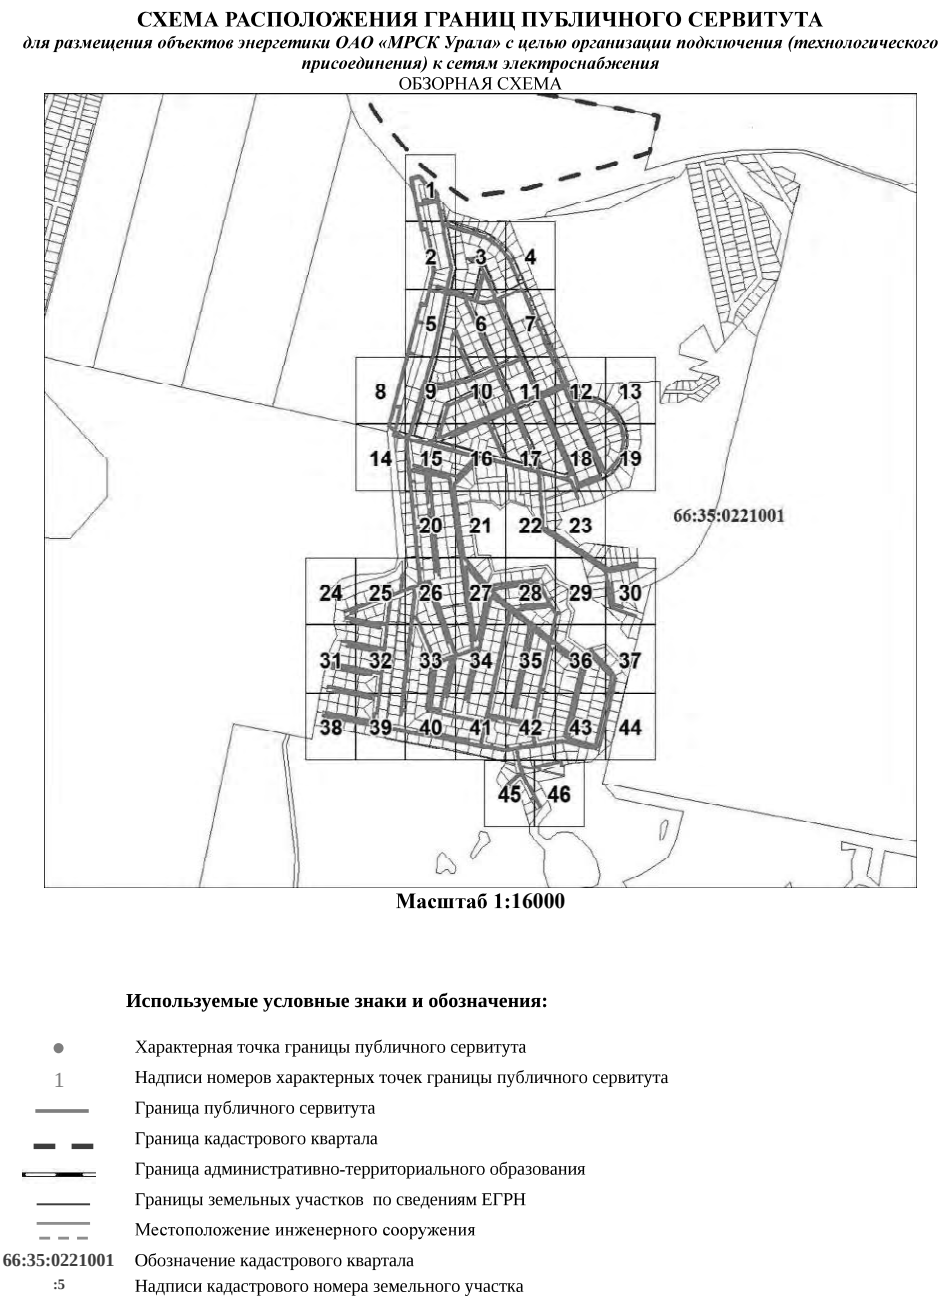 СХЕМА РАСПОЛОЖЕНИЯ ГРАНИЦ ПУБЛИЧНОГО СЕРВИТУТА
для размещения объектов энергетики ОАО «МРСК Урала» с целью организации подключения (технологического
присоединения) к сетям электроснабжения
ОБЗОРНАЯ СХЕМА
1
2 3 4
5 6 7
8 9 10 11 12 13
14 15 16 17 18 19
66:35:0221001
20 21 22 23
24 25 26 27 28 29 30
31 32 33 34 35 36 37
38 39 40 41 42 43 44
45 46
Масштаб 1:16000
Используемые условные знаки и обозначения:
Характерная точка границы публичного сервитута
1 Надписи номеров характерных точек границы публичного сервитута
Граница публичного сервитута
Граница кадастрового квартала
Граница административно-территориального образования
Границы земельных участков по сведениям ЕГРН
Местоположение инженерного сооружения
66:35:0221001 Обозначение кадастрового квартала
:5 Надписи кадастрового номера земельного участка